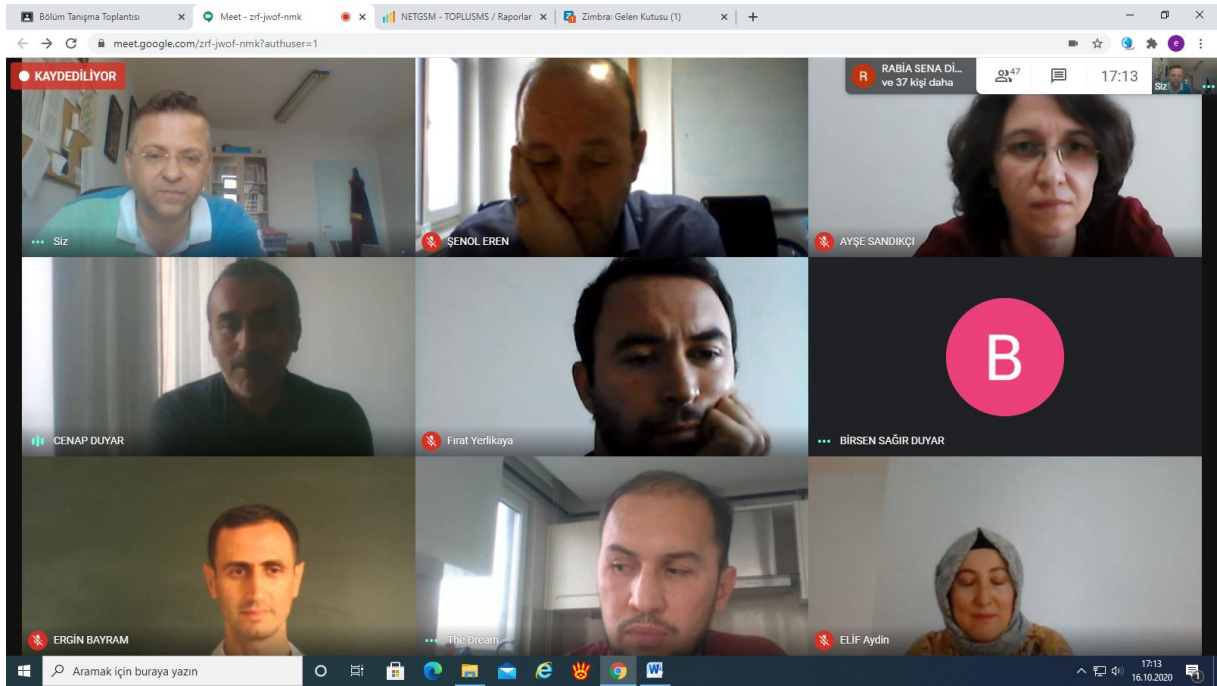 Bölüm Tanışma Toplantısı
Meet - zrf-jwof-nmk
NETGSM - TOPLUSMS / Raporlar
Zimbra: Gelen Kutusu (1)
meet.google.com/zrf-jwof-nmk?authuser=1
e
KAYDEDİLİYOR
R
RABİA SENA Dİ...
ve 37 kişi daha
47
17:13
Siz
Siz
ŞENOL EREN
AYŞE SANDIKÇI
CENAP DUYAR
Fırat Yerlikaya
B
BİRSEN SAĞIR DUYAR
ERGİN BAYRAM
The Dream
ELİF Aydin
Aramak için buraya yazın
17:13
16.10.2020
1